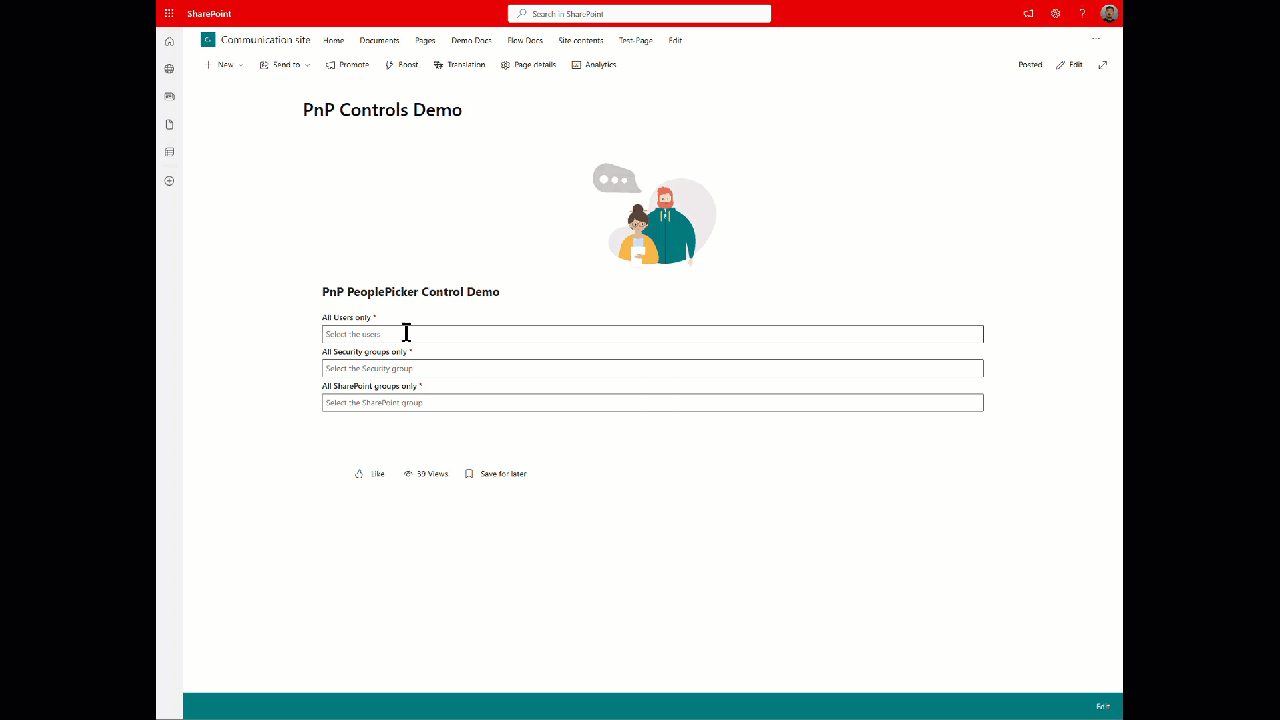 SharePoint
Search in SharePoint
?
Communication site Home Documents Pages Demo Docs Blow Docs Site contents Test-Page Edit ...
+ New Send to Promote Boost Translation Page details Analytics Posted Edit
PnP Controls Demo
PnP PeoplePicker Control Demo
All Users only *
Select the users
All Security groups only *
Select the Security group
All SharePoint groups only *
Select the SharePoint group
Like 39 Views Save for later
Edit